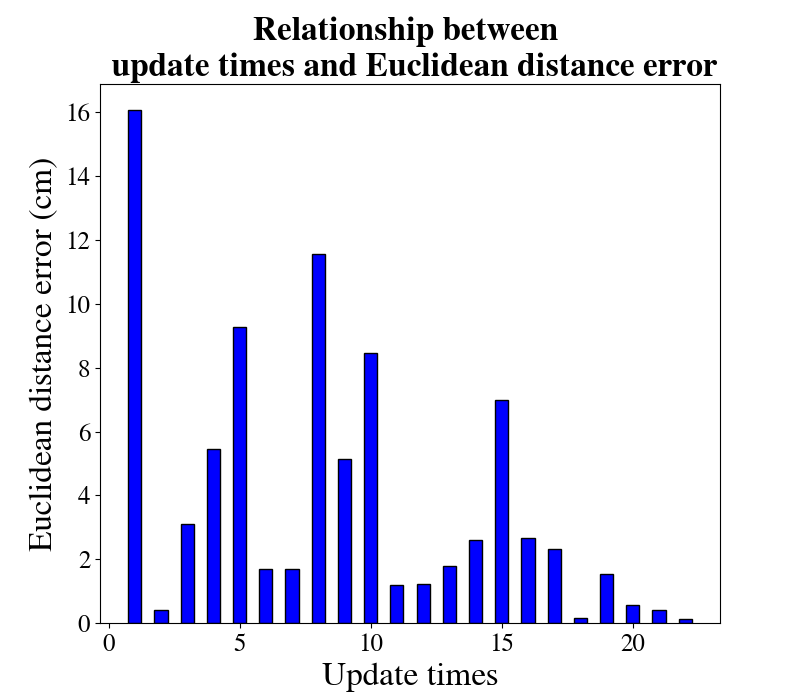 Relationship between
update times and Euclidean distance error
Euclidean distance error (cm)
16
14
12
10
8
6
4
2
0
0 5 10 15 20
Update times